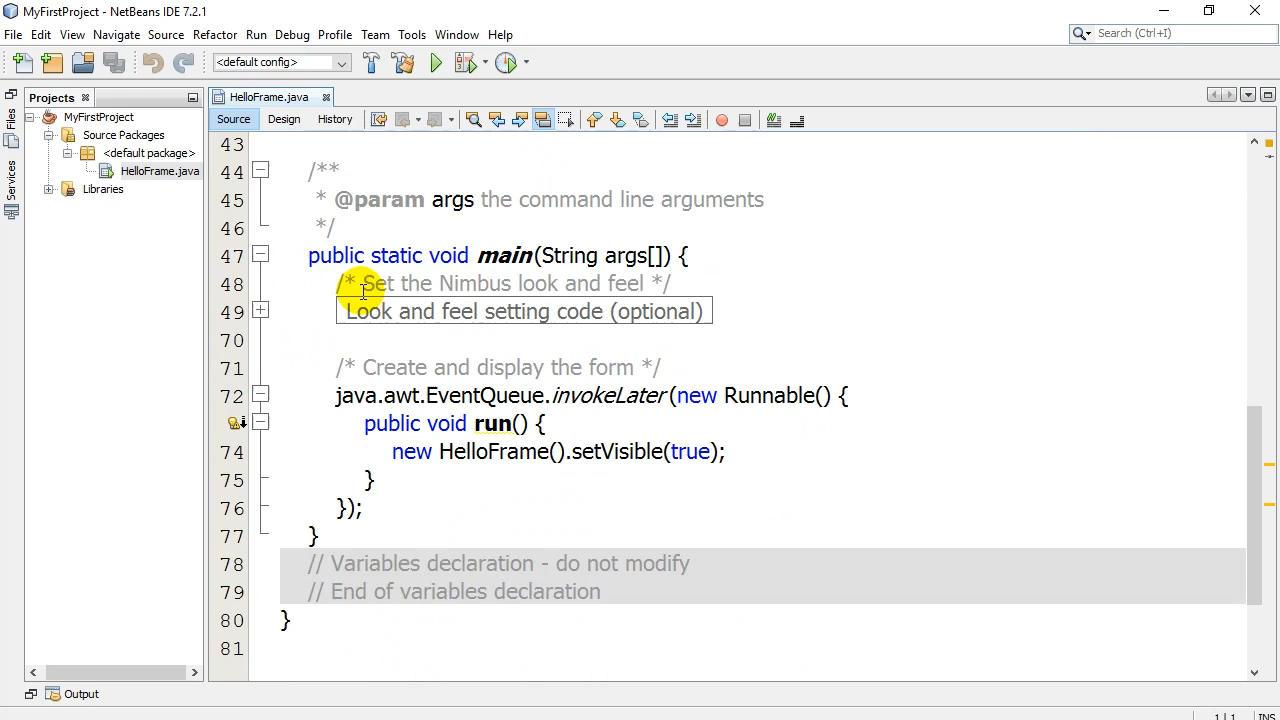 MyFirstProject - NetBeans IDE 7.2.1
File Edit View Navigate Source Refactor Run Debug Profile Team Tools Window Help
Search (Ctrl+I)
<default config>
Projects
HelloFrame.java
Files
Services
MyFirstProject
Source Packages
<default package>
HelloFrame.java
Libraries
Source Design History
43
44 /**
45 * @param args the command line arguments
46 */
47 public static void main(String args[]) {
48 /* Set the Nimbus look and feel */
49 Look and feel setting code (optional)
70
71 /* Create and display the form */
72 java.awt.EventQueue.invokeLater(new Runnable() {
public void run() {
74 new HelloFrame().setVisible(true);
75 }
76 });
77 }
78 // Variables declaration - do not modify
79 // End of variables declaration
80 }
81
Output
1 | 1 INS